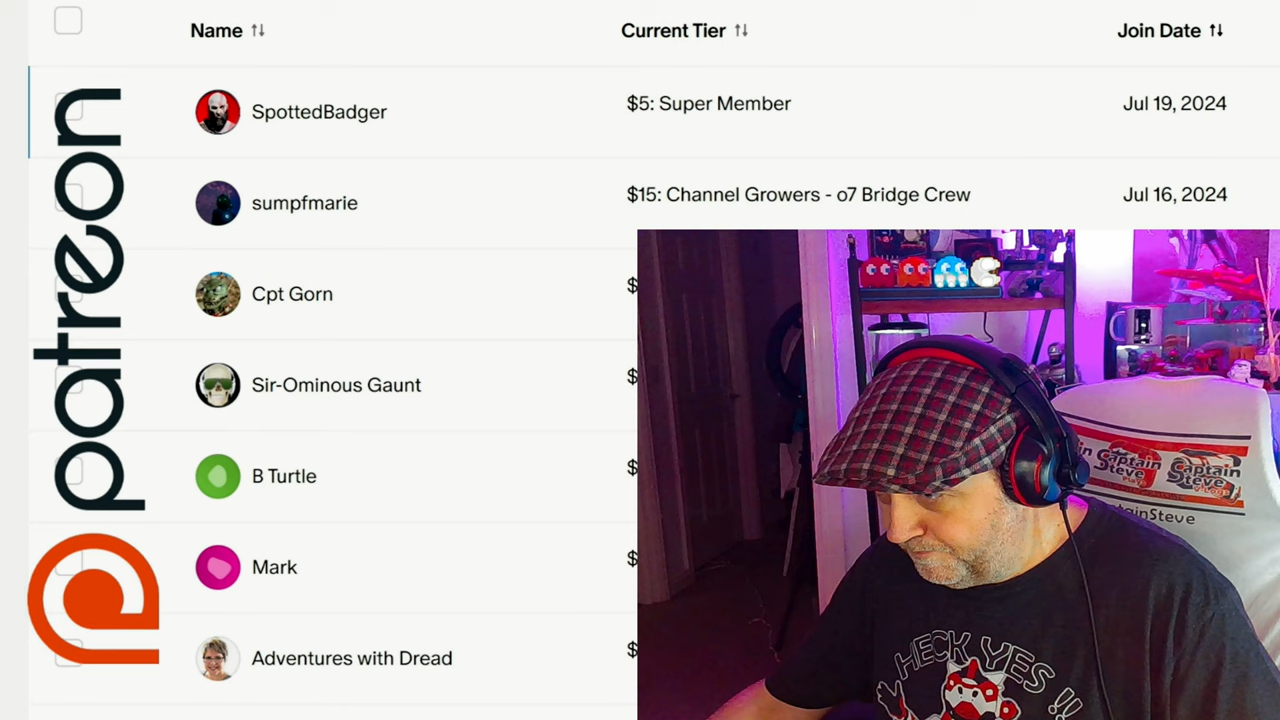 Name
Current Tier
Join Date
patreon
SpottedBadger
$5: Super Member
Jul 19, 2024
sumpfmarie
$15: Channel Growers - o7 Bridge Crew
Jul 16, 2024
Cpt Gorn
$
Sir-Ominous Gaunt
$
B Turtle
$
Mark
$
Adventures with Dread
$
Captain Steve
Captain Steve
tainSteve
HECK YES !!